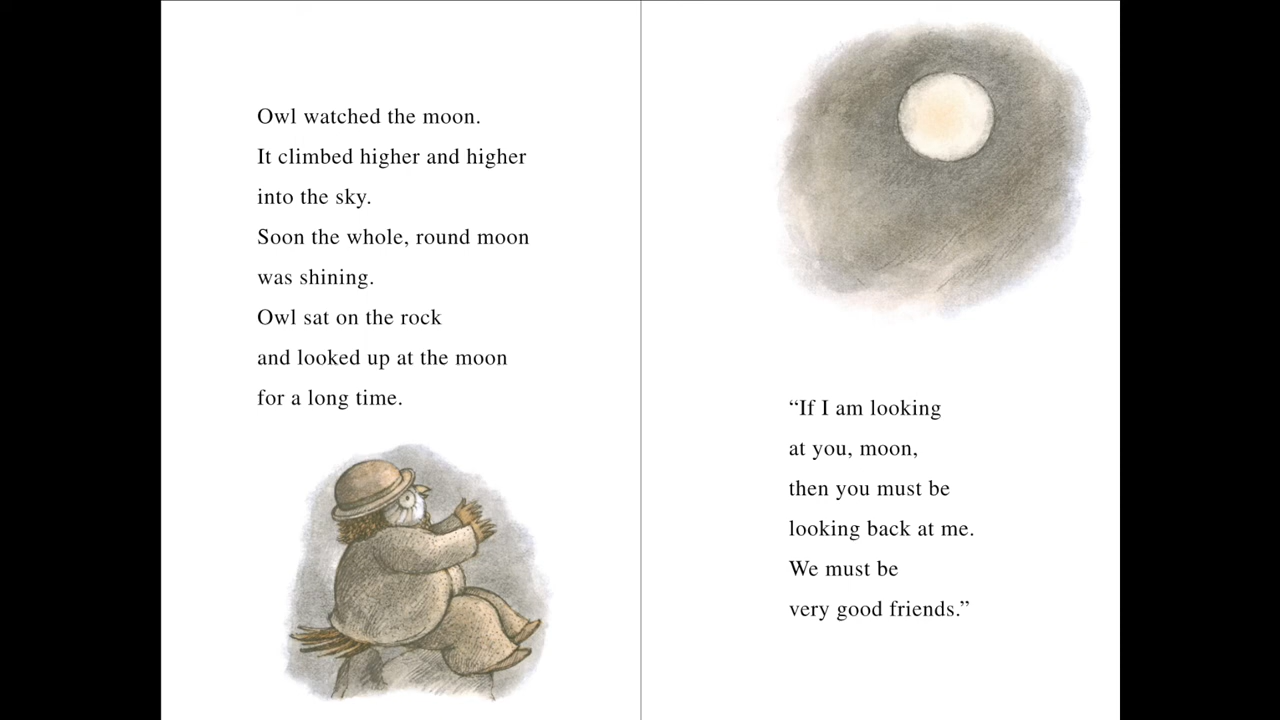 Owl watched the moon.
It climbed higher and higher
into the sky.
Soon the whole, round moon
was shining.
Owl sat on the rock
and looked up at the moon
for a long time.
“If I am looking
at you, moon,
then you must be
looking back at me.
We must be
very good friends.”